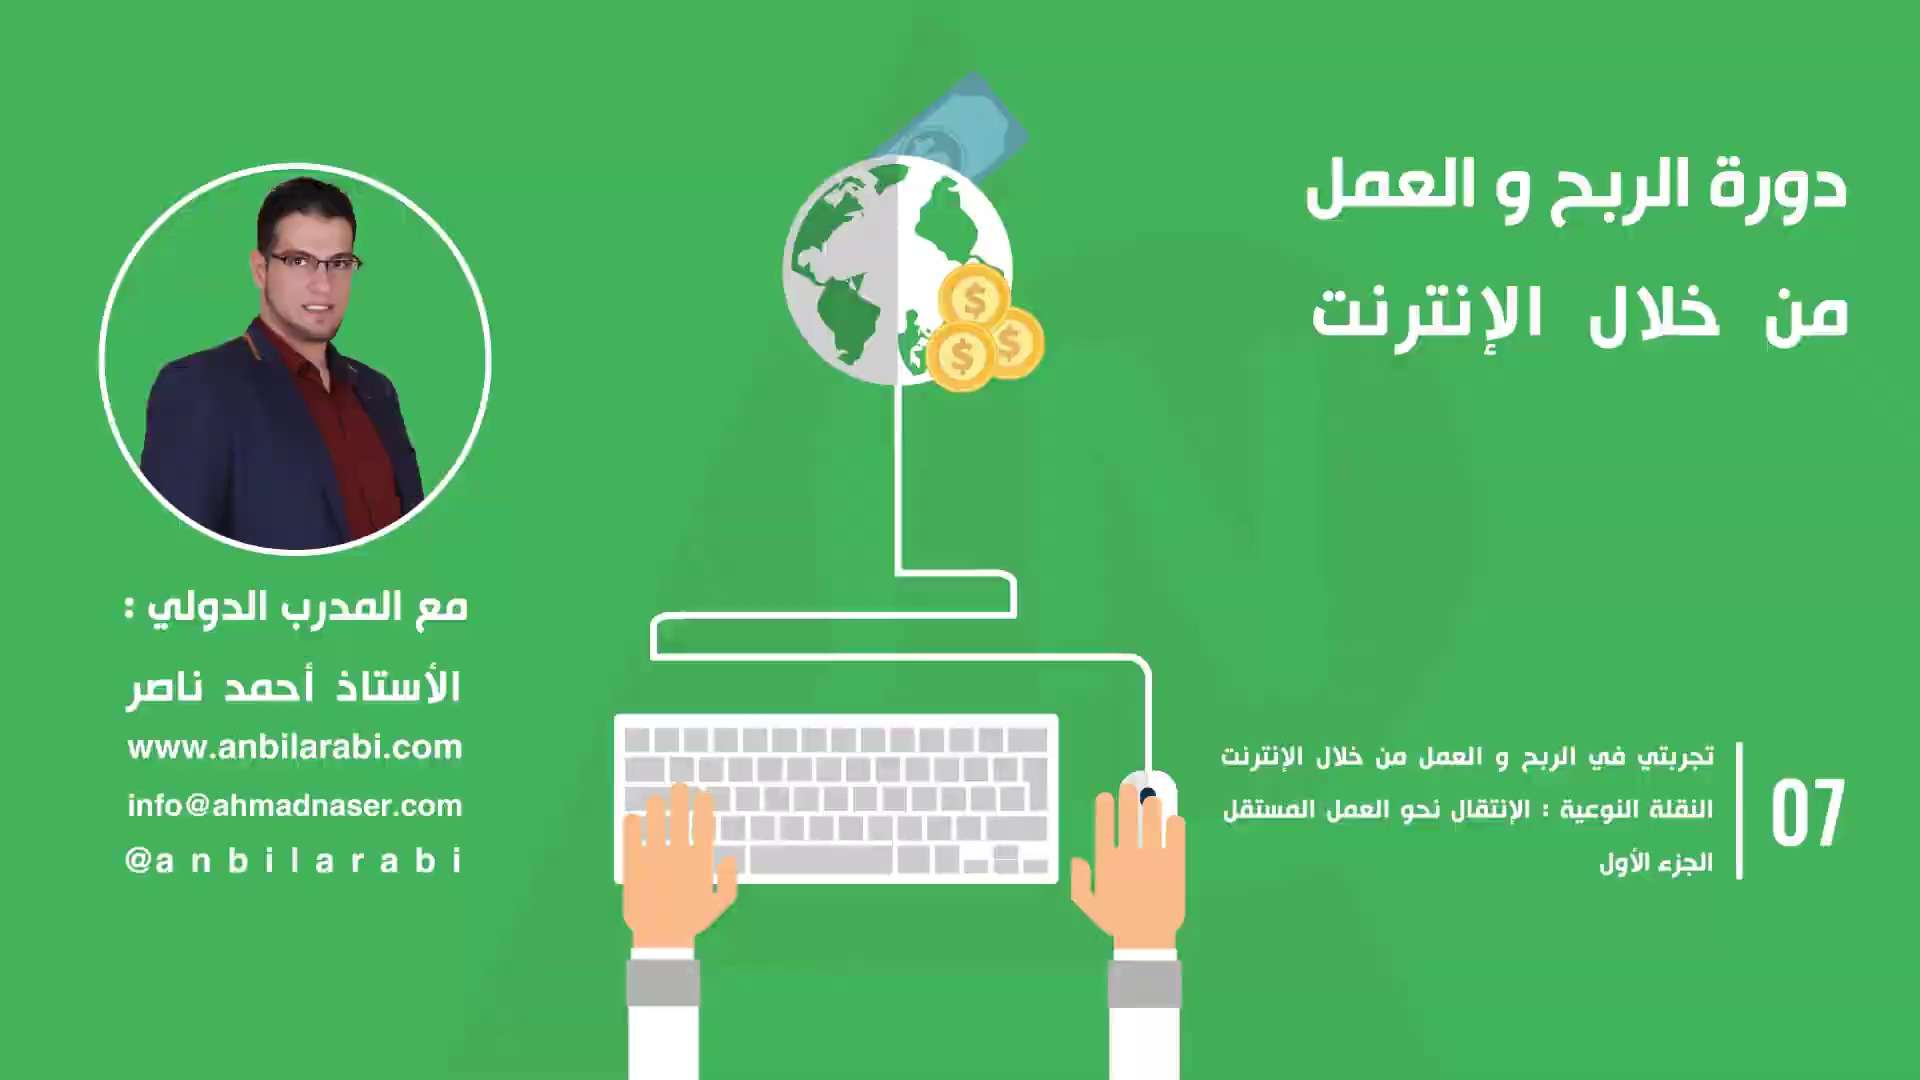 دورة الربح و العمل
من خلال الإنترنت
مع المدرب الدولي :
الأستاذ أحمد ناصر
www.anbilarabi.com
info@ahmadnaser.com
@anbilarabi
07
تجربتي في الربح و العمل من خلال الإنترنت
النقلة النوعية : الإنتقال نحو العمل المستقل
الجزء الأول